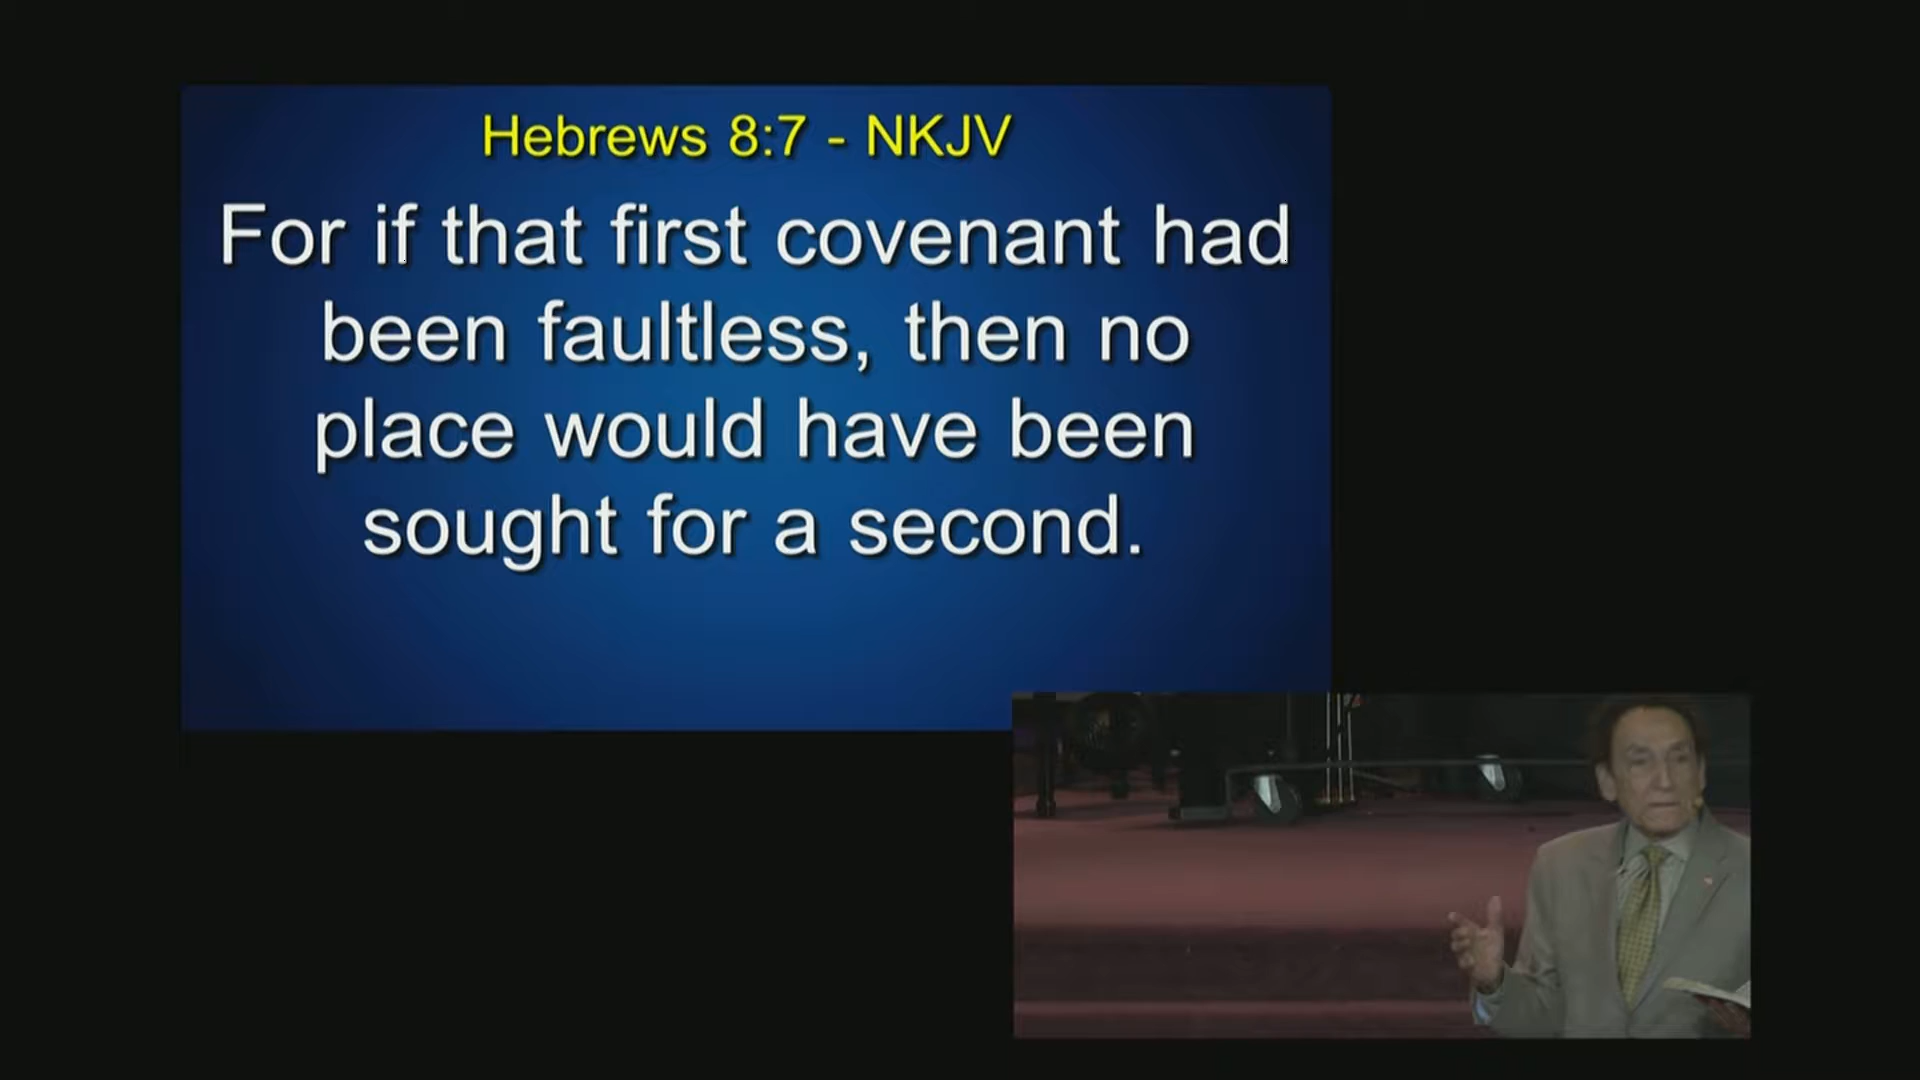 Hebrews 8:7 - NKJV
For if that first covenant had
been faultless, then no
place would have been
sought for a second.